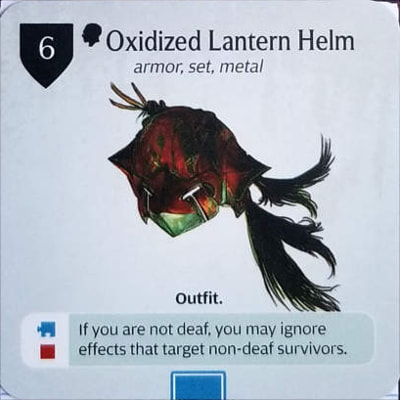 6
Oxidized Lantern Helm
armor, set, metal
Outfit.
If you are not deaf, you may ignore
effects that target non-deaf survivors.